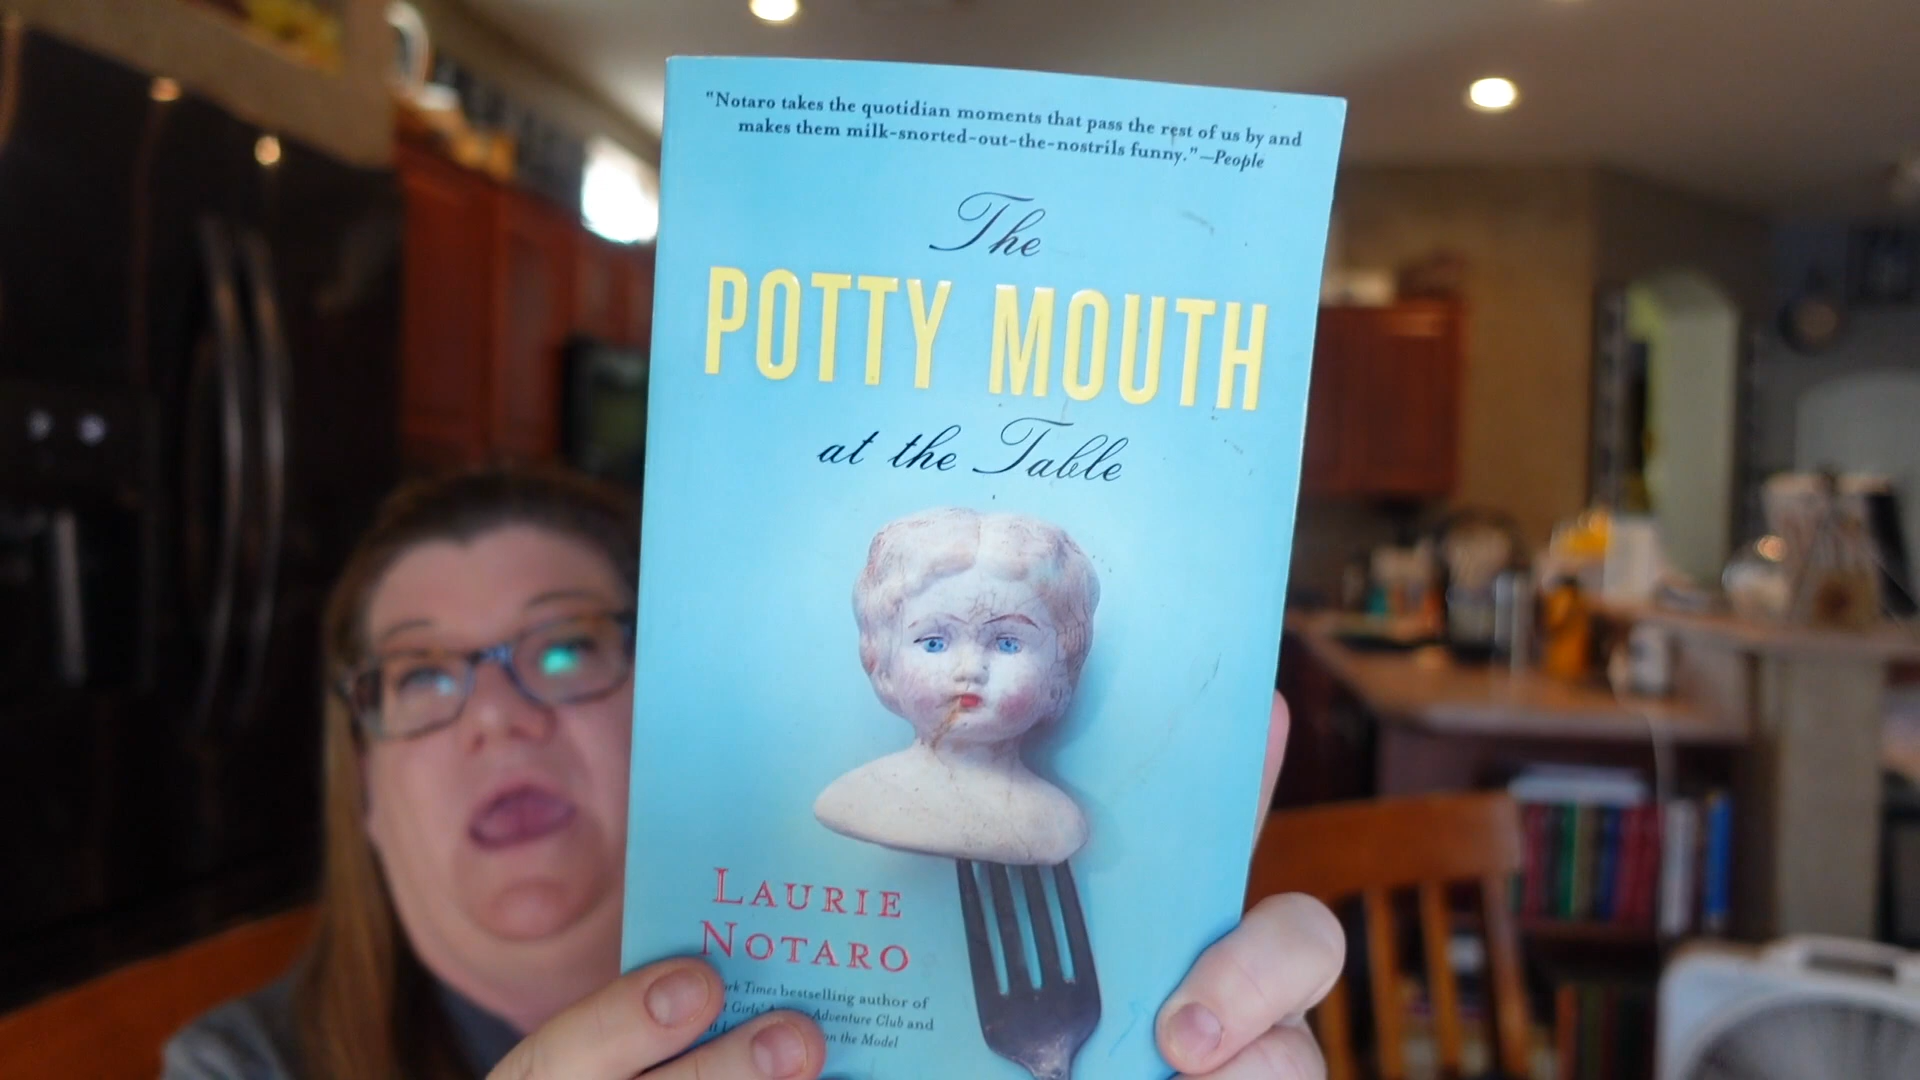 "Notaro takes the quotidian moments that pass the rest of us by and
makes them milk-snorted-out-the-nostrils funny."—People
The
POTTY MOUTH
at the Table
LAURIE
NOTARO
Times bestselling author of
Adventure Club and
on the Model